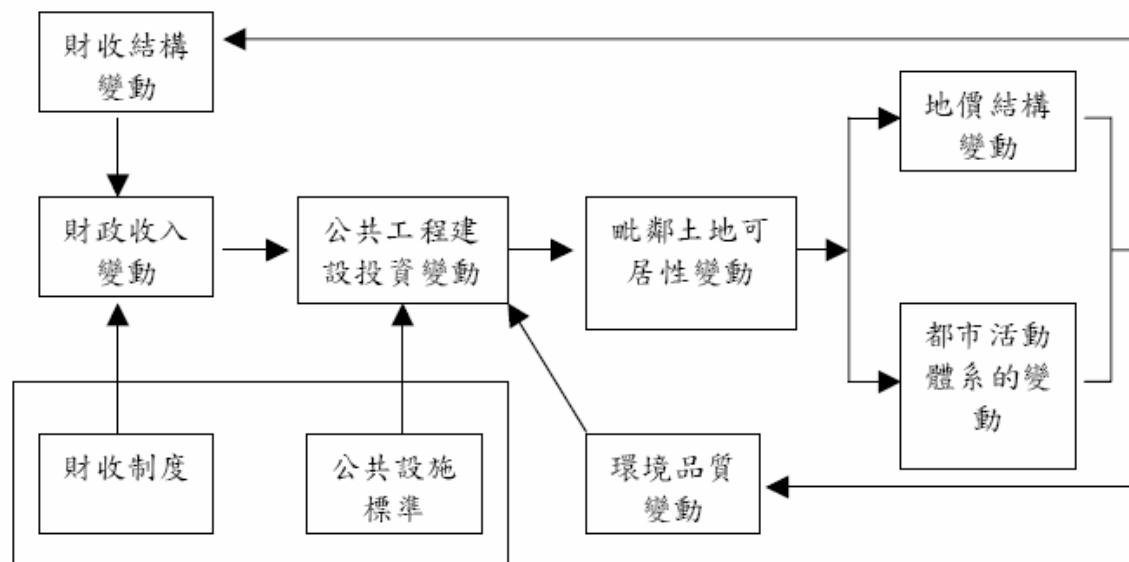 財收結構
變動
地價結構
變動
財政收入
變動
公共工程建
設投資變動
毗鄰土地可
居性變動
都市活動
體系的變
動
財收制度
公共設施
標準
環境品質
變動